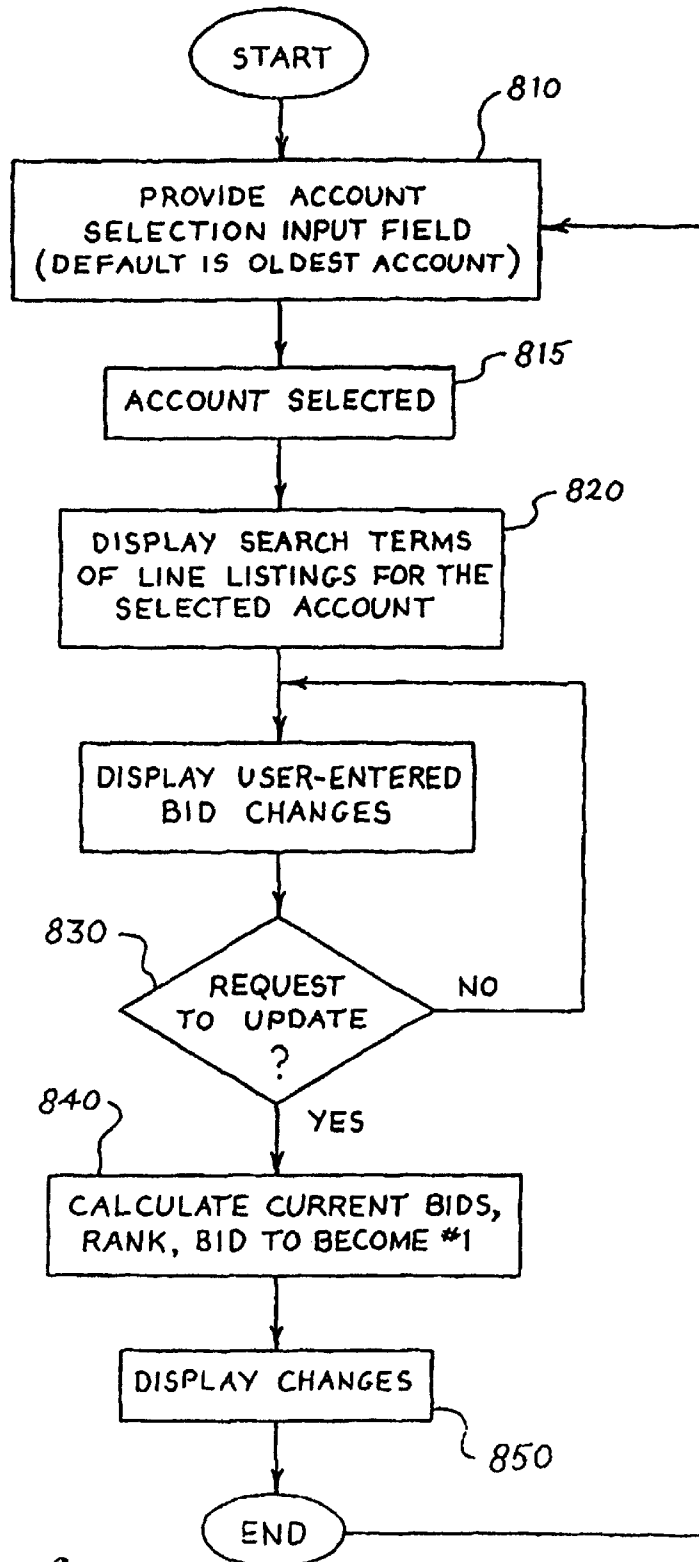 START
810
PROVIDE ACCOUNT
SELECTION INPUT FIELD
(DEFAULT IS OLDEST ACCOUNT)
815
ACCOUNT SELECTED
820
DISPLAY SEARCH TERMS
OF LINE LISTINGS FOR THE
SELECTED ACCOUNT
DISPLAY USER-ENTERED
BID CHANGES
830
REQUEST
TO UPDATE
?
NO
YES
840
CALCULATE CURRENT BIDS,
RANK, BID TO BECOME #1
DISPLAY CHANGES
850
END